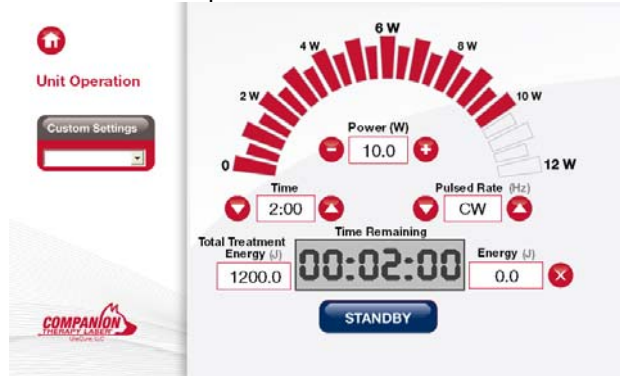 Unit Operation
Custom Settings
0
2 W
4 W
6 W
8 W
10 W
12 W
Power (W)
10.0
Time
2:00
Pulsed Rate (Hz)
CW
Total Treatment
Energy (J)
1200.0
Time Remaining
00:02:00
Energy (J)
0.0
STANDBY
COMPANION
THERAPY LASER
LiteCure, LLC